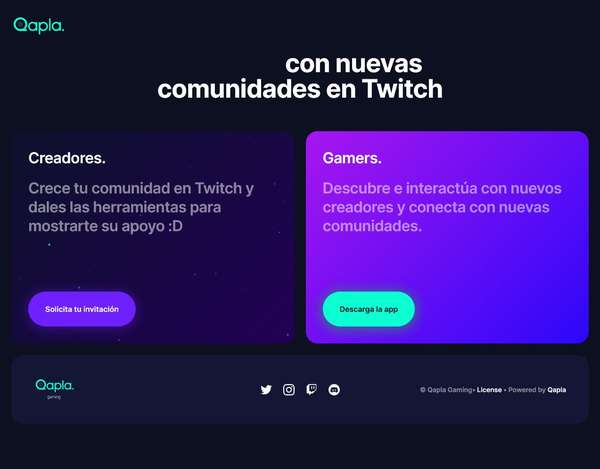 Qapla.
con nuevas
comunidades en Twitch
Creadores.
Crece tu comunidad en Twitch y
dales las herramientas para
mostrarte su apoyo :D
Solicita tu invitación
Gamers.
Descubre e interactúa con nuevos
creadores y conecta con nuevas
comunidades.
Descarga la app
Qapla.
gaming
© Qapla Gaming• License • Powered by Qapla